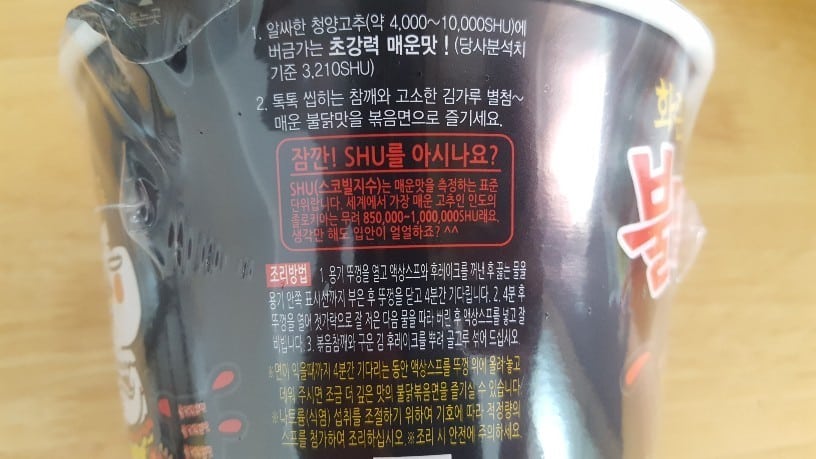 1. 알싸한 청양고추(약 4,000~10,000SHU)에
버금가는 초강력 매운맛! (당사분석치
기준 3,210SHU)
2. 톡톡 씹히는 참깨와 고소한 김가루 별첨~
매운 불닭맛을 볶음면으로 즐기세요.
잠깐! SHU를 아시나요?
SHU(스코빌지수)는 매운맛을 측정하는 표준
단위랍니다. 세계에서 가장 매운 고추인 인도의
졸로키아는 무려 850,000~1,000,000SHU래요.
생각만 해도 입안이 얼얼하죠? ^^
조리방법 1. 용기 뚜껑을 열고 액상스프와 후레이크를 꺼낸 후 끓는 물을
용기 안쪽 표시선까지 부은 후 뚜껑을 닫고 4분간 기다립니다. 2. 4분 후
뚜껑을 열어 젓가락으로 잘 저은 다음 물을 따라 버린 후 액상스프를 넣고 잘
비빕니다. 3. 볶음참깨와 구운 김 후레이크를 뿌려 골고루 섞어 드십시오.
※면이 익을때까지 4분간 기다리는 동안 액상스프를 뚜껑 위에 올려 놓고
데워 주시면 조금 더 깊은 맛의 불닭볶음면을 즐기실 수 있습니다!
※나트륨(식염) 섭취를 조절하기 위하여 기호에 따라 적정량의
스프를 첨가하여 조리하십시오. ※조리 시 안전에 주의하세요.
불